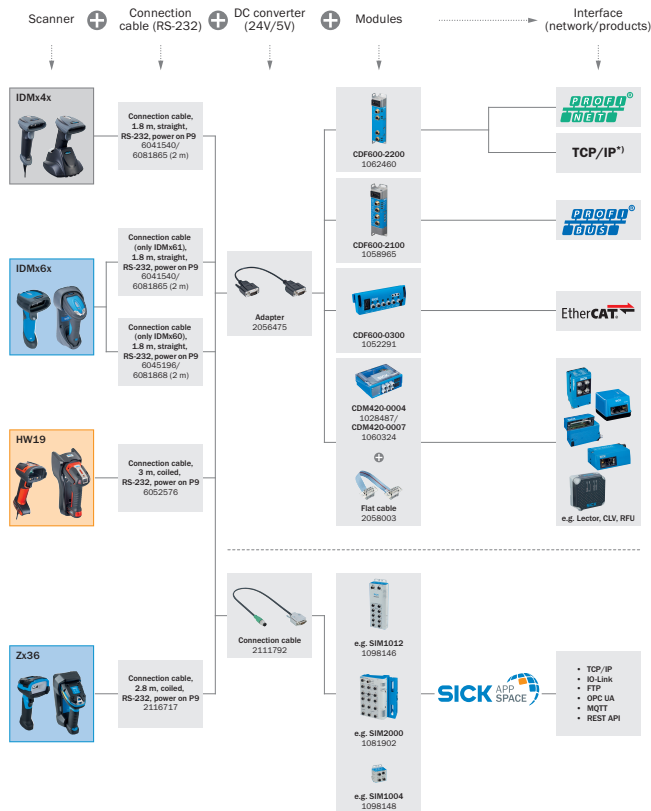 Scanner
Connection
cable (RS-232)
DC converter
(24V/5V)
Modules
Interface
(network/products)
IDMx4x
Connection cable,
1.8 m, straight,
RS-232, power on P9
6041540/
6081865 (2 m)
CDF600-2200
1062460
PROFI®
NET
TCP/IP*)
CDF600-2100
1058965
PROFI®
BUS
IDMx6x
Connection cable
(only IDMx61),
1.8 m, straight,
RS-232, power on P9
6041540/
6081865 (2 m)
Connection cable
(only IDMx60),
1.8 m, straight,
RS-232, power on P9
6045196/
6081868 (2 m)
Adapter
2056475
CDF600-0300
1052291
EtherCAT®
CDM420-0004
1028487/
CDM420-0007
1060324
Flat cable
2058003
e.g. Lector, CLV, RFU
HW19
Connection cable,
3 m, coiled,
RS-232, power on P9
6052576
Connection cable
2111792
e.g. SIM1012
1098146
Zx36
Connection cable,
2.8 m, coiled,
RS-232, power on P9
2116717
e.g. SIM2000
1081902
e.g. SIM1004
1098148
SICK APP
SPACE
• TCP/IP
• IO-Link
• FTP
• OPC UA
• MQTT
• REST API